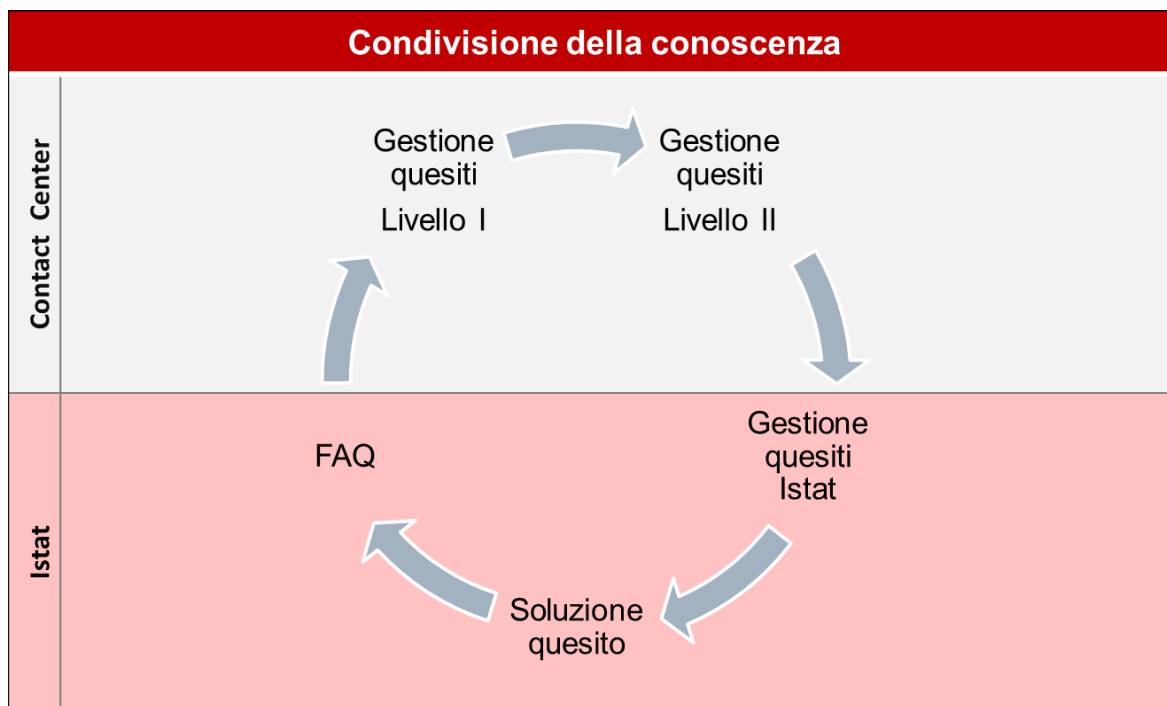 Condivisione della conoscenza
Contact Center
Gestione
quesiti
Livello I
Gestione
quesiti
Livello II
Istat
FAQ
Gestione
quesiti
Istat
Soluzione
quesito